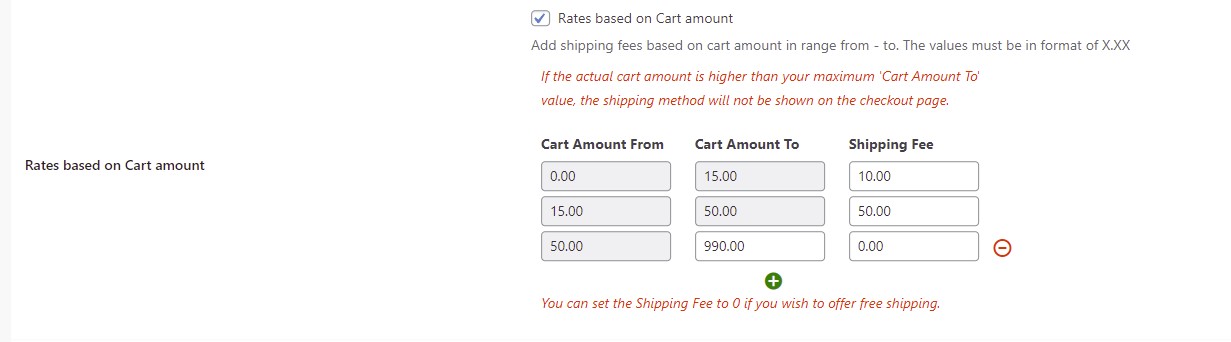 Rates based on Cart amount
Add shipping fees based on cart amount in range from - to. The values must be in format of X.XX
If the actual cart amount is higher than your maximum 'Cart Amount To'
value, the shipping method will not be shown on the checkout page.
Rates based on Cart amount
Cart Amount From Cart Amount To Shipping Fee
0.00 15.00 10.00
15.00 50.00 50.00
50.00 990.00 0.00
You can set the Shipping Fee to 0 if you wish to offer free shipping.